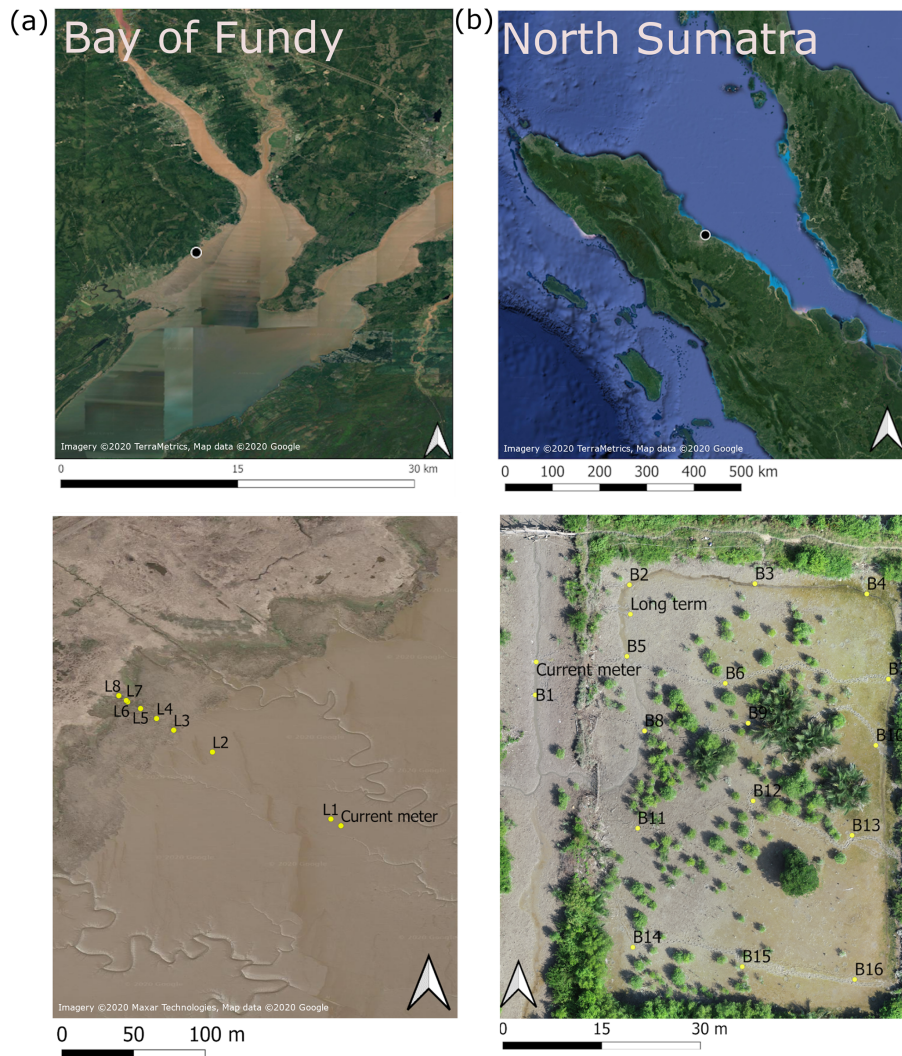 (a) Bay of Fundy
(b) North Sumatra
Imagery ©2020 TerraMetrics, Map data ©2020 Google
0 15 30 km
Imagery ©2020 TerraMetrics, Map data ©2020 Google
0 100 200 300 400 500 km
L8
L7
L6
L5
L4
L3
L2
L1
Current meter
Imagery ©2020 Maxar Technologies, Map data ©2020 Google
0 50 100 m
B2
B3
B4
Long term
B5
Current meter
B6
B1
B8
B9
B10
B12
B11
B13
B14
B15
B16
0 15 30 m